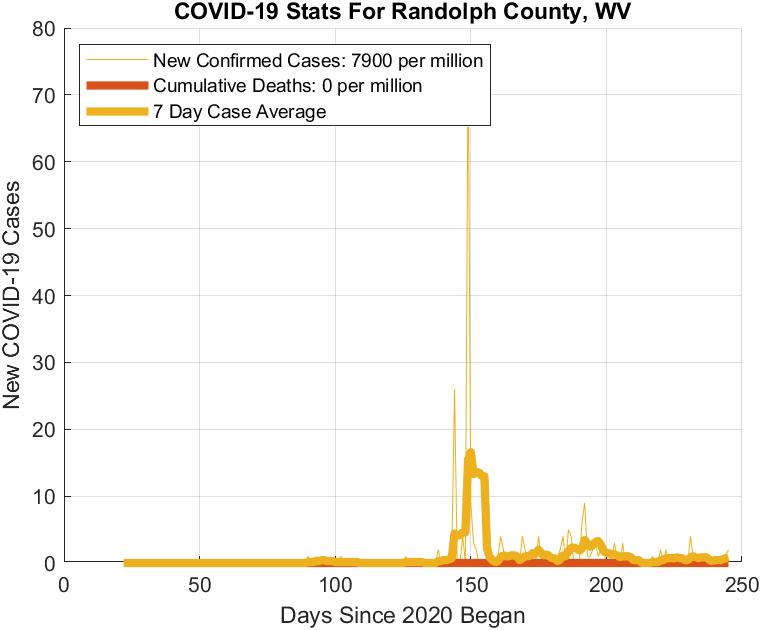 COVID-19 Stats For Randolph County, WV
80
New Confirmed Cases: 7900 per million
Cumulative Deaths: 0 per million
7 Day Case Average
70
60
50
40
30
20
10
0
New COVID-19 Cases
0 50 100 150 200 250
Days Since 2020 Began